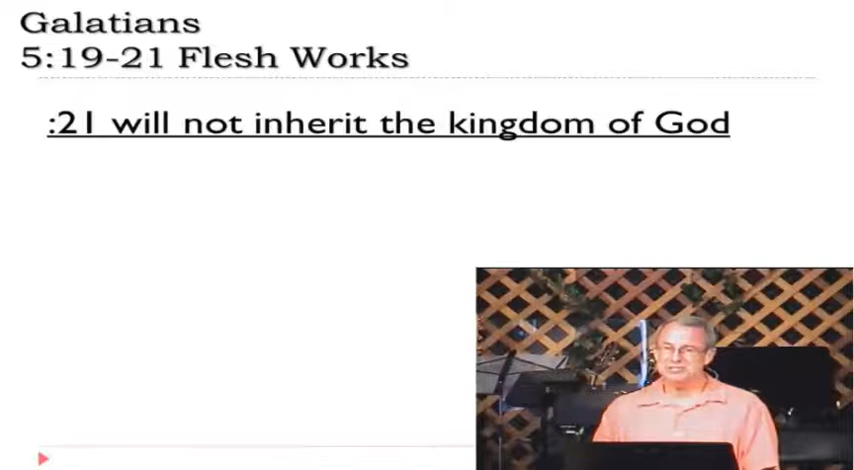 Galatians
5:19-21 Flesh Works
:21 will not inherit the kingdom of God